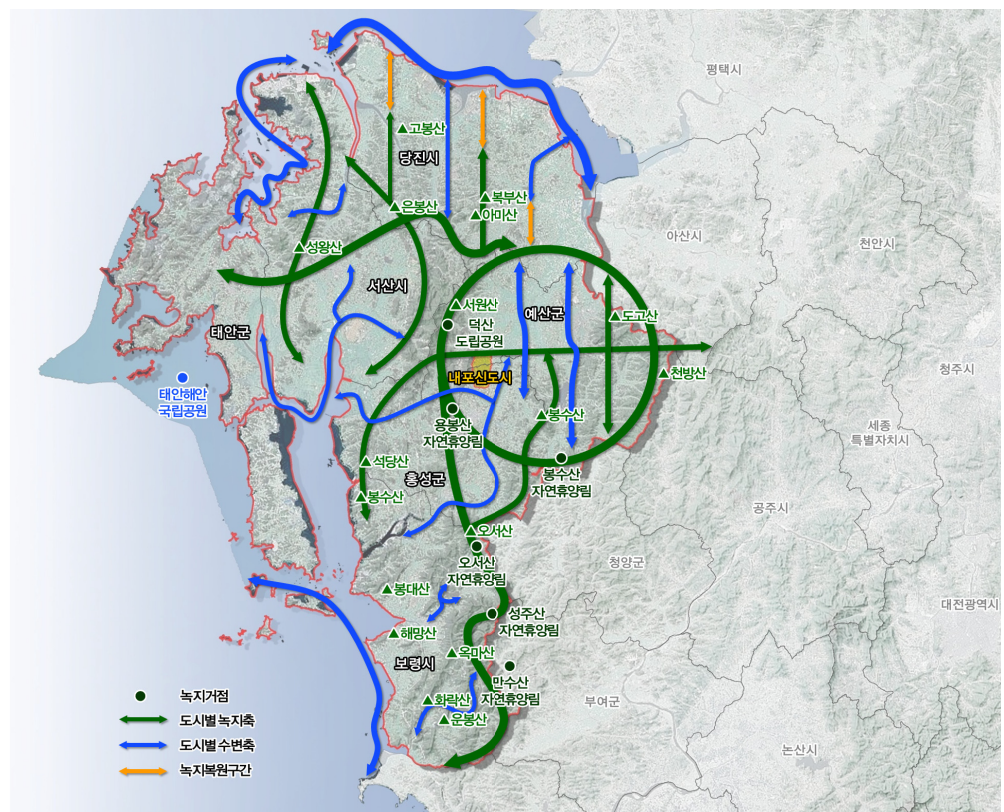 평택시
▲고봉산
당진시
▲복부산
▲은봉산
▲아미산
아산시
천안시
▲성왕산
서산시
▲서원산
예산군
▲도고산
태안군
덕산
도립공원
내포신도시
▲천방산
청주시
태안해안
국립공원
▲봉수산
용봉산
자연휴양림
세종
특별자치시
▲석당산
홍성군
봉수산
자연휴양림
▲봉수산
공주시
▲오서산
오서산
자연휴양림
청양군
▲봉대산
대전광역시
성주산
자연휴양림
▲해망산
보령시
▲옥마산
만수산
자연휴양림
▲화락산
▲운봉산
부여군
논산시
녹지거점
도시별 녹지축
도시별 수변축
녹지복원구간